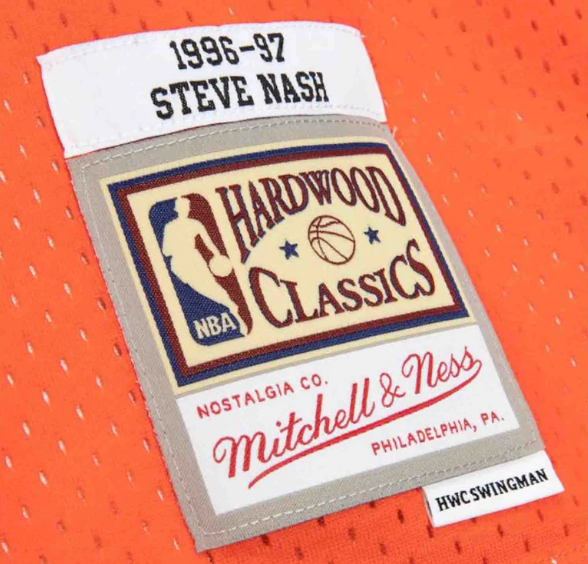 1996-97
STEVE NASH
HARDWOOD
CLASSICS
NBA
NOSTALGIA CO.
Mitchell & Ness
PHILADELPHIA, PA.
HWC SWINGMAN